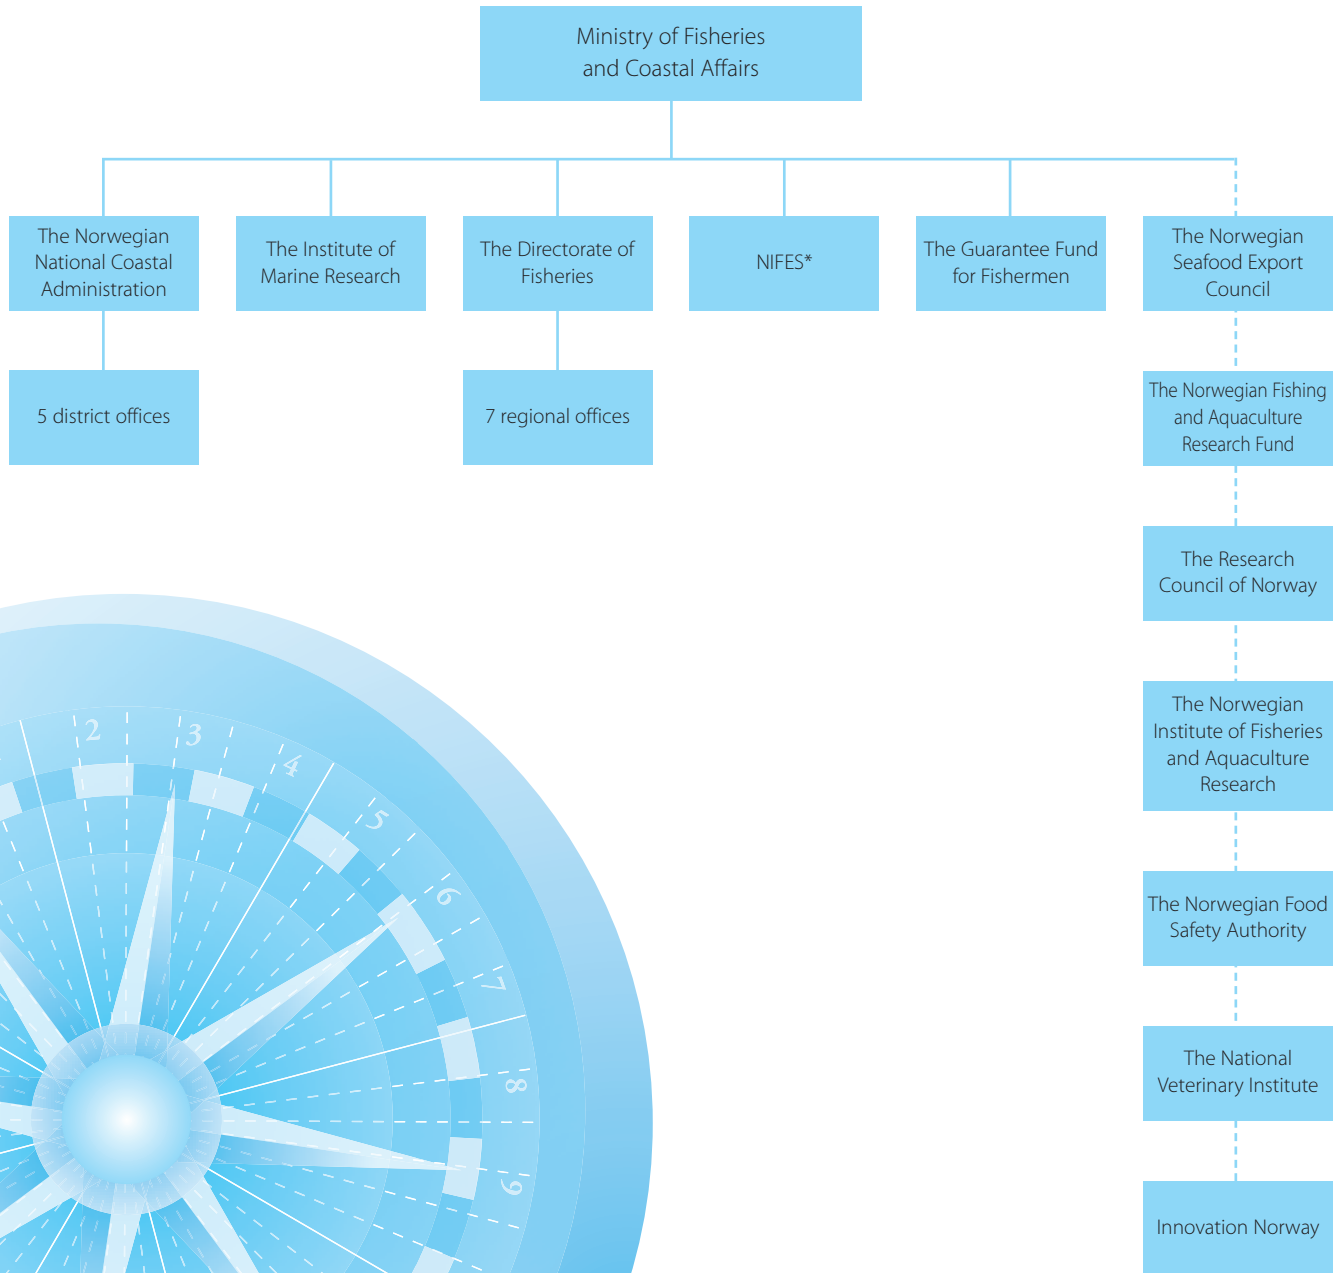 Ministry of Fisheries
and Coastal Affairs
The Norwegian
National Coastal
Administration
The Institute of
Marine Research
The Directorate of
Fisheries
NIFES*
The Guarantee Fund
for Fishermen
The Norwegian
Seafood Export
Council
5 district offices
7 regional offices
The Norwegian Fishing
and Aquaculture
Research Fund
The Research
Council of Norway
The Norwegian
Institute of Fisheries
and Aquaculture
Research
The Norwegian Food
Safety Authority
The National
Veterinary Institute
Innovation Norway
2
3
4
5
6
7
8
9